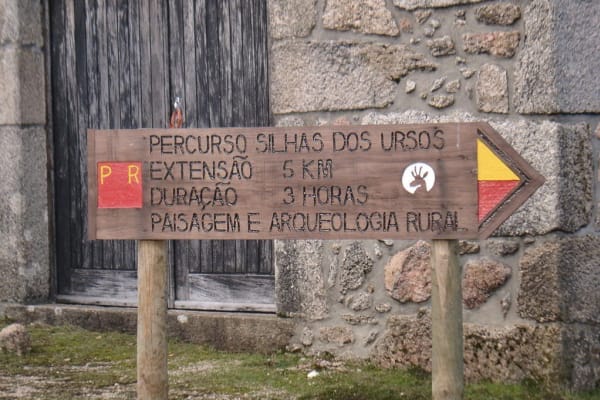 PERCURSO SILHAS DOS URSOS
PR EXTENSÃO 5 KM
DURAÇÃO 3 HORAS
PAISAGEM E ARQUEOLOGIA RURAL